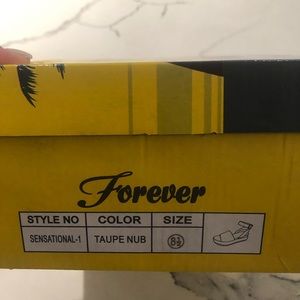 Forever
STYLE NO COLOR SIZE
SENSATIONAL-1 TAUPE NUB 8½